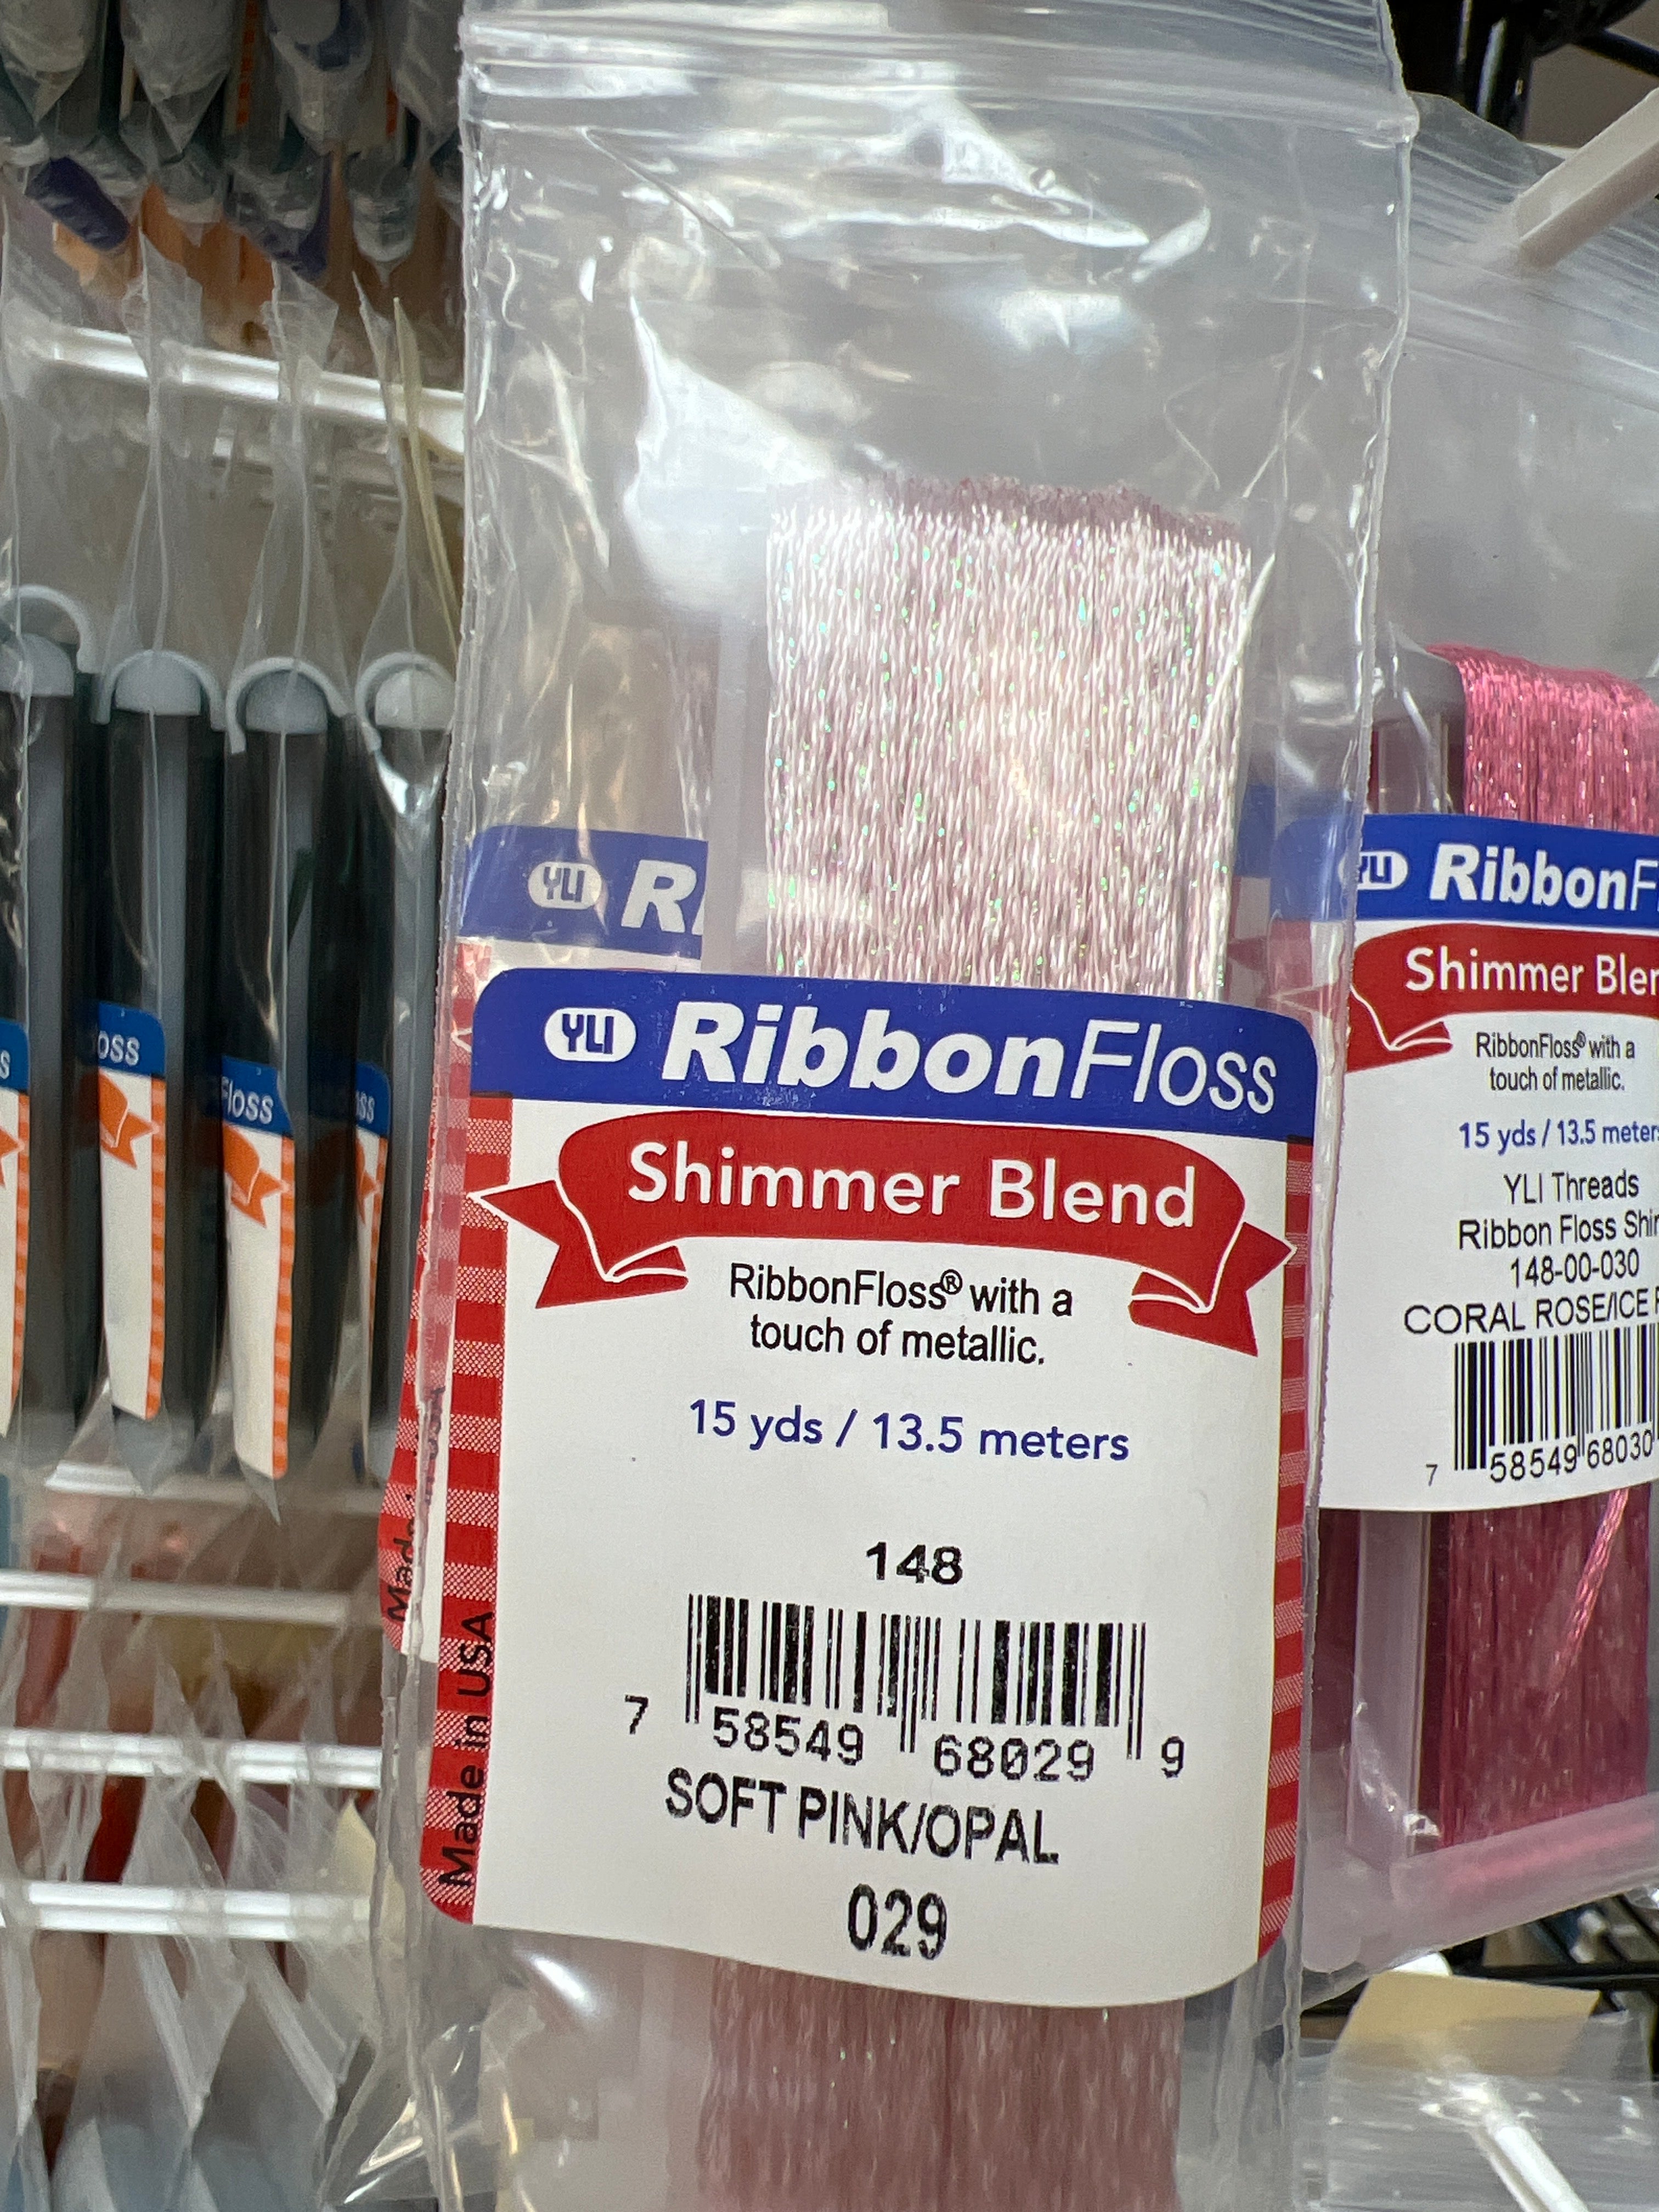 YLI RibbonFloss
Shimmer Blend
RibbonFloss® with a
touch of metallic.
15 yds / 13.5 meters
148
7 58549 68029 9
SOFT PINK/OPAL
029
Made in USA
YLI R
Made
YLI RibbonF
Shimmer Blen
RibbonFloss® with a
touch of metallic.
15 yds / 13.5 meters
YLI Threads
Ribbon Floss Shi
148-00-030
CORAL ROSE/ICE
7 58549 68030
s
oss
Floss
oss